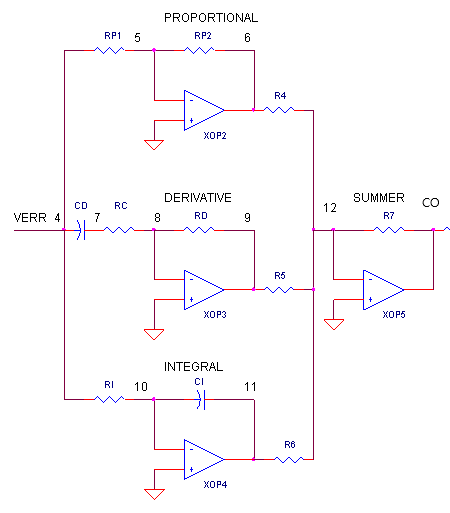 PROPORTIONAL
RP1 5 RP2 6
R4
-
+
XOP2
DERIVATIVE
SUMMER
VERR 4 CD 7 RC 8 RD 9 12 R7 CO
-
+
R5
XOP3
-
+
XOP5
INTEGRAL
RI 10 CI 11
-
+
R6
XOP4